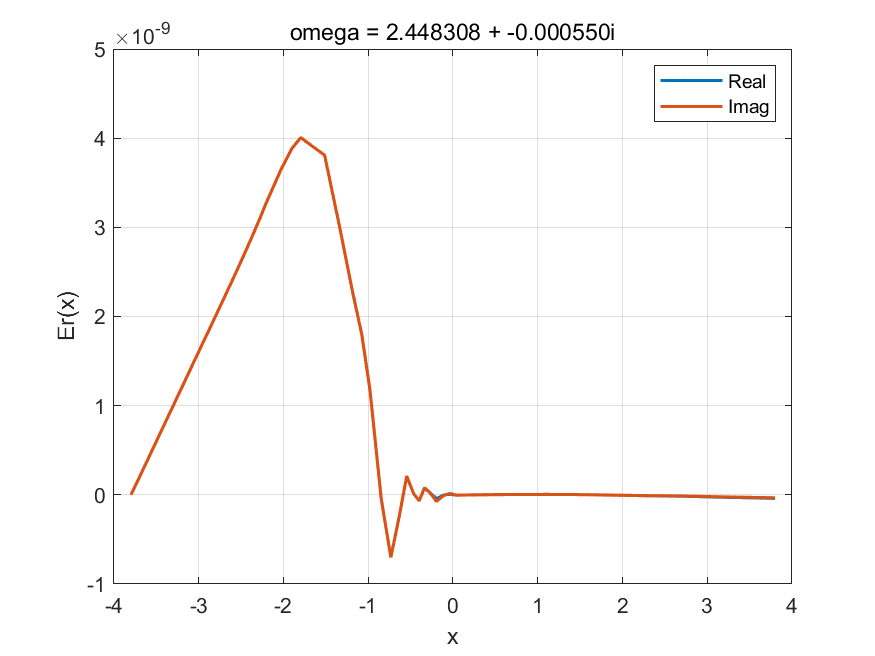 ×10-9
omega = 2.448308 + -0.000550i
5
4
3
2
1
0
-1
Er(x)
Real
Imag
-4 -3 -2 -1 0 1 2 3 4
x